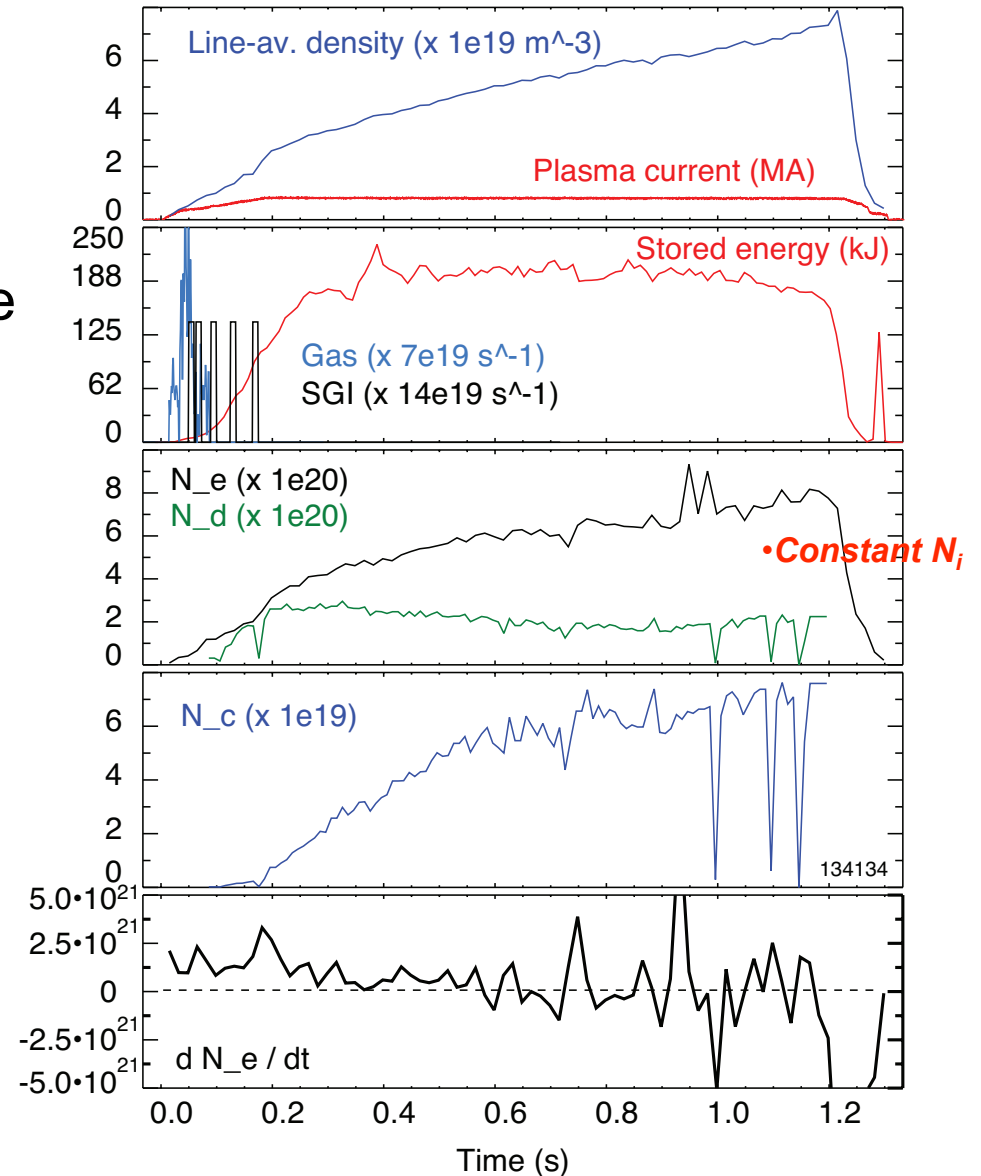 Line-av. density (x 1e19 m^-3)
6
4
Plasma current (MA)
2
0
250
Stored energy (kJ)
188
e
125
Gas (x 7e19 s^-1)
62
SGI (x 14e19 s^-1)
0
N_e (x 1e20)
8
N_d (x 1e20)
6
•Constant Ni
4
2
0
N_c (x 1e19)
6
4
2
0
134134
5.0•10^21
2.5•10^21
0
-2.5•10^21
d N_e / dt
-5.0•10^21
0.0 0.2 0.4 0.6 0.8 1.0 1.2
Time (s)